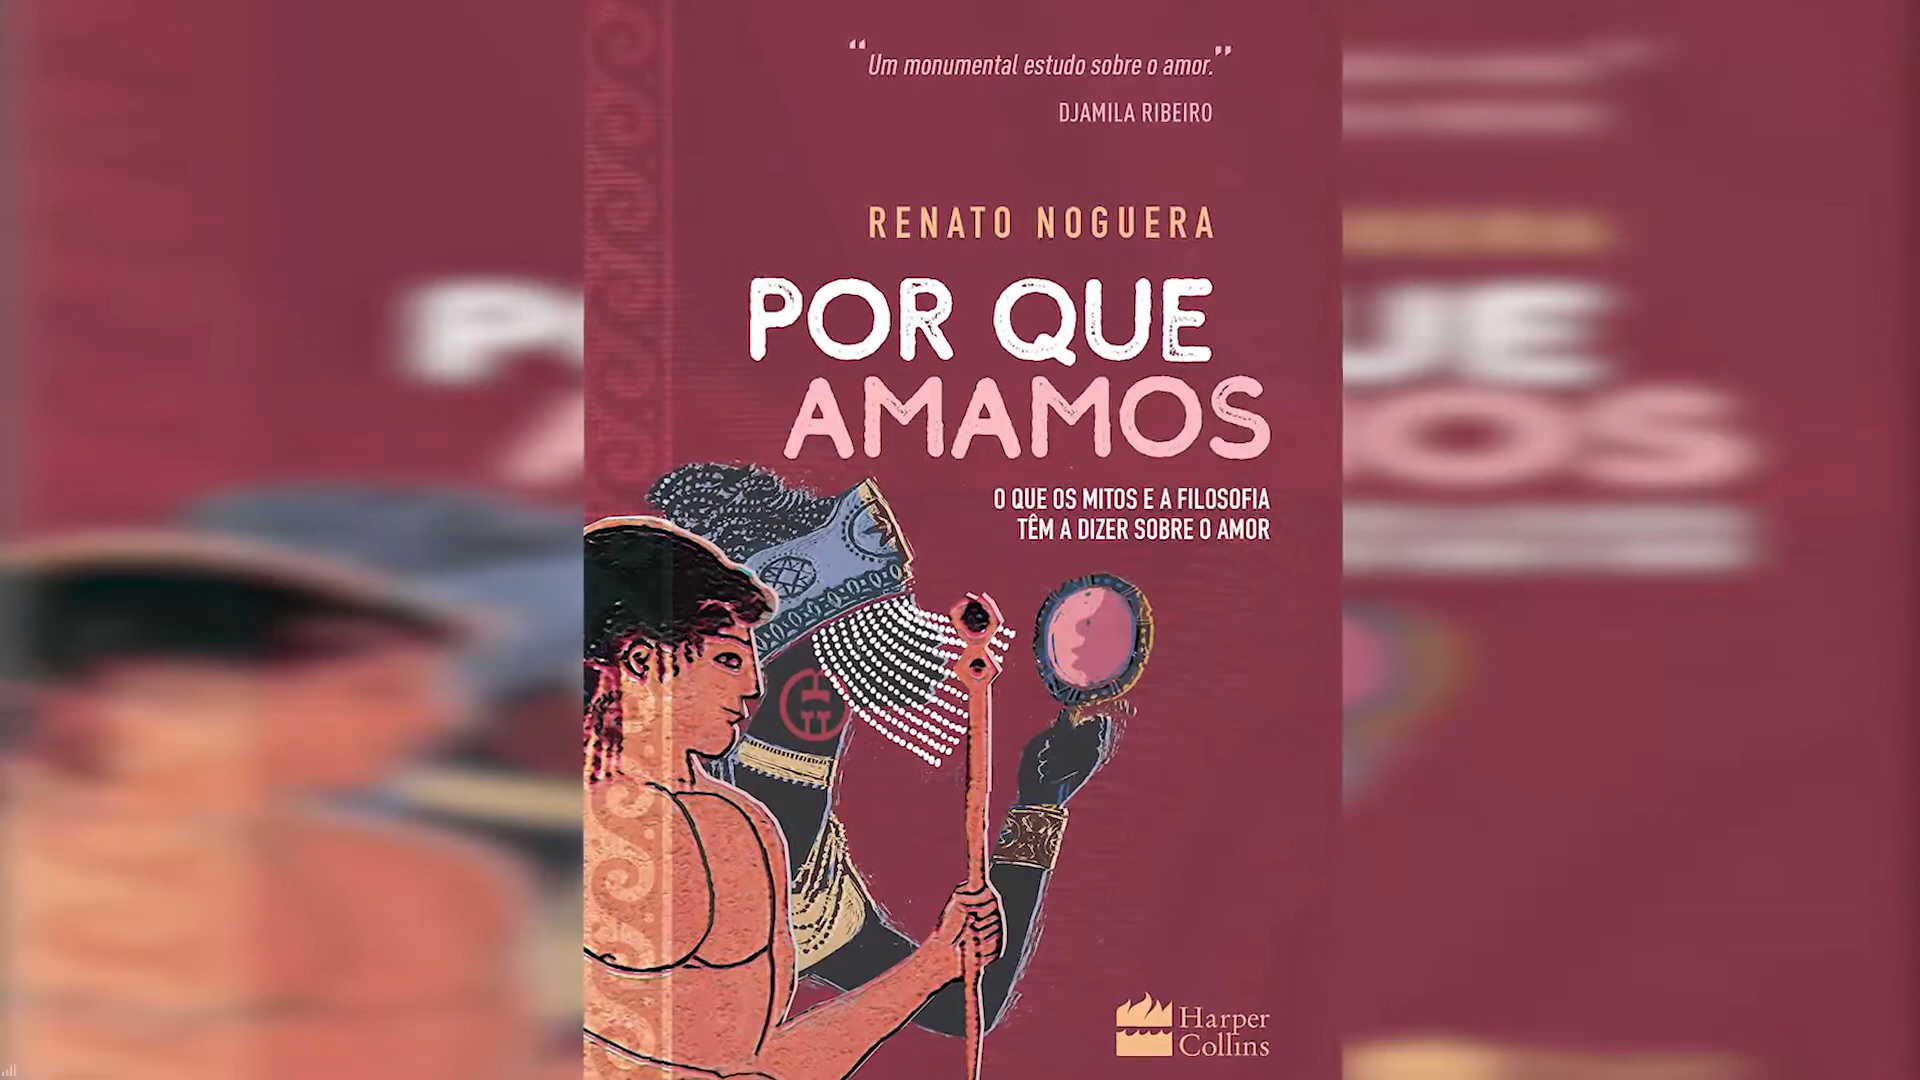 “Um monumental estudo sobre o amor.”
DJAMILA RIBEIRO
RENATO NOGUERA
POR QUE
AMAMOS
O QUE OS MITOS E A FILOSOFIA
TÊM A DIZER SOBRE O AMOR
Harper
Collins